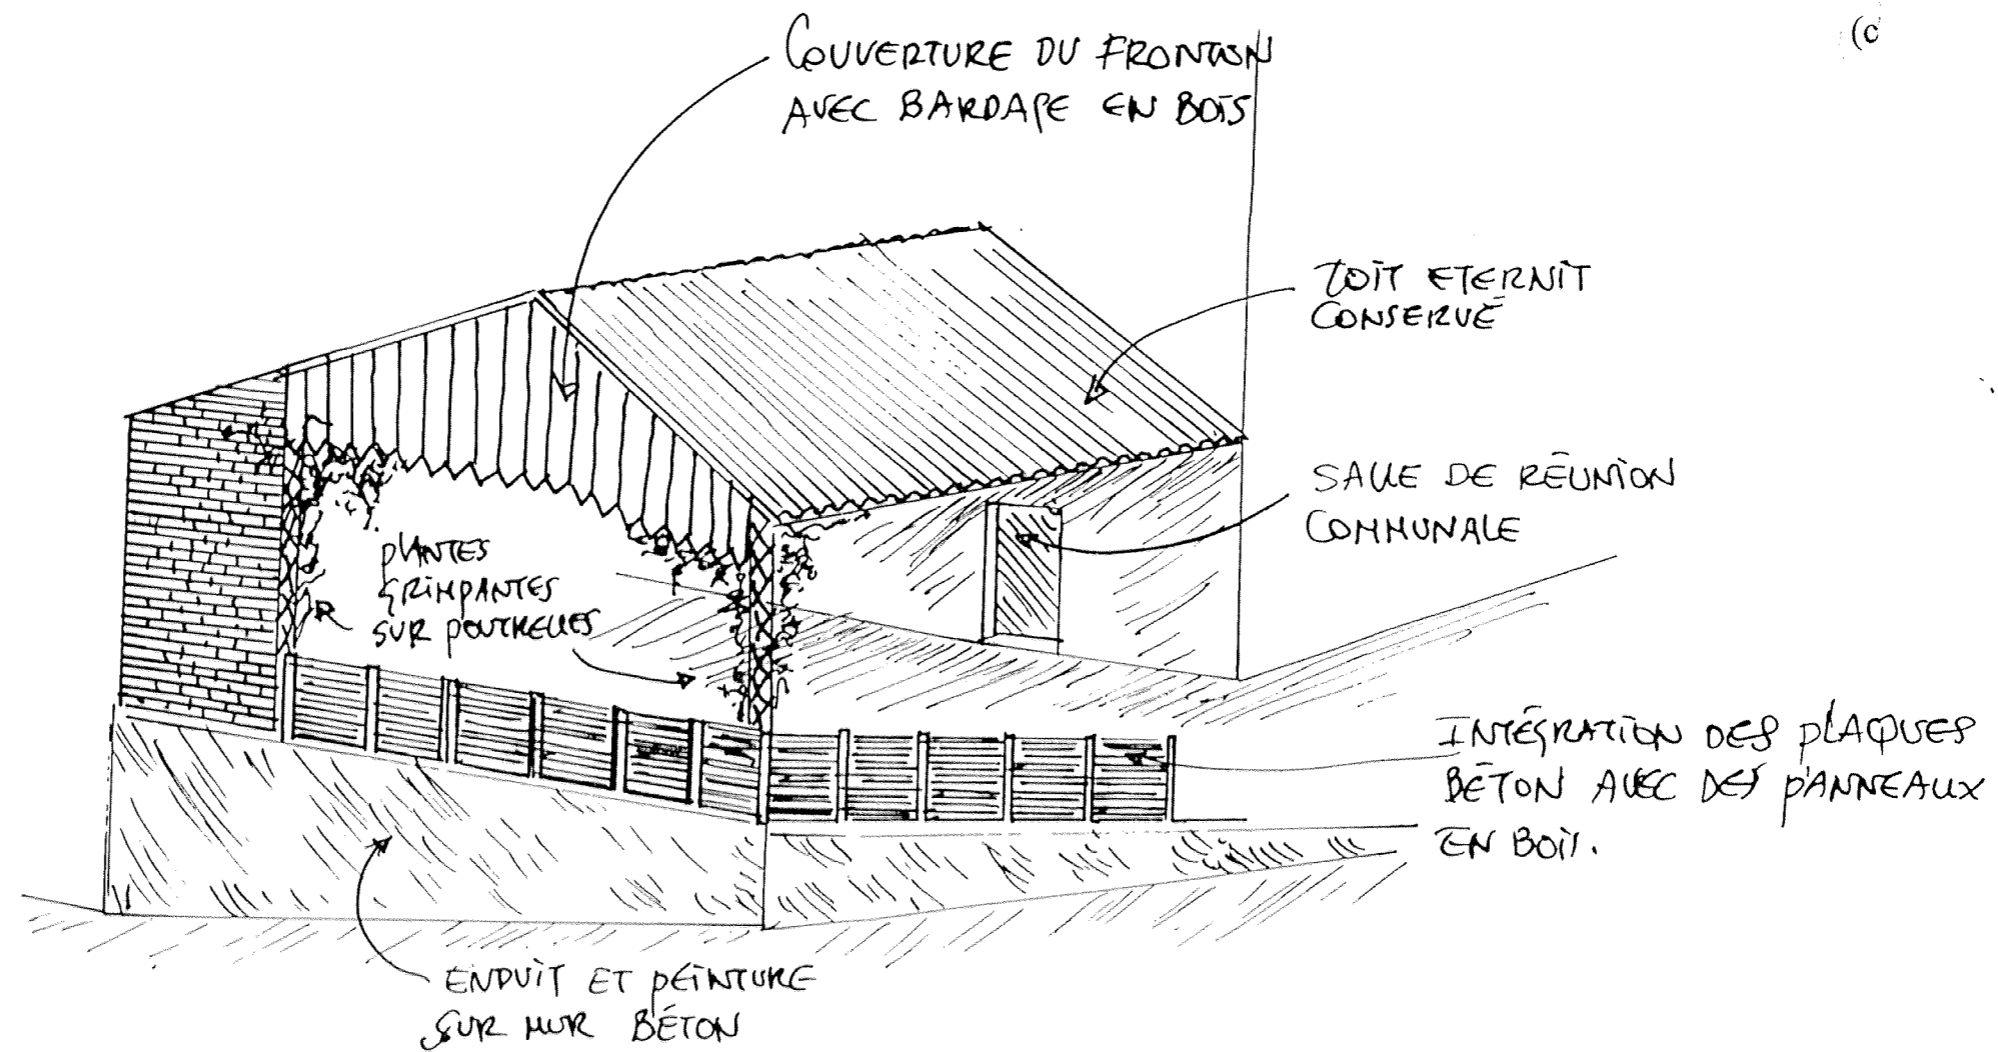 (c
COUVERTURE DU FRONTON
AVEC BARDAGE EN BOIS
TOIT ETERNIT
CONSERVÉ
SALLE DE RÉUNION
COMMUNALE
PLANTES
GRIMPANTES
SUR POUTRELLES
INTÉGRATION DES PLAQUES
BÉTON AVEC DES PANNEAUX
EN BOIS.
ENDUIT ET PEINTURE
SUR MUR BÉTON